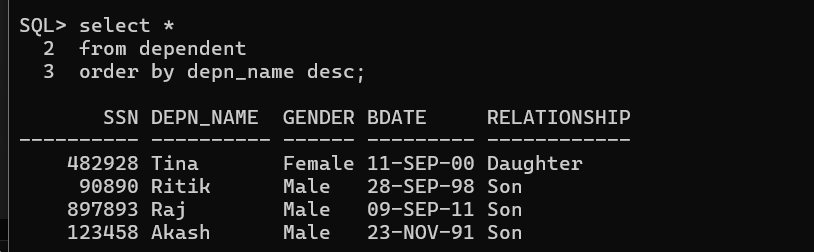 SQL> select *
  2  from dependent
  3  order by depn_name desc;

       SSN DEPN_NAME  GENDER BDATE     RELATIONSHIP
---------- ---------- ------ --------- ------------
    482928 Tina       Female 11-SEP-00 Daughter
     90890 Ritik      Male   28-SEP-98 Son
    897893 Raj        Male   09-SEP-11 Son
    123458 Akash      Male   23-NOV-91 Son